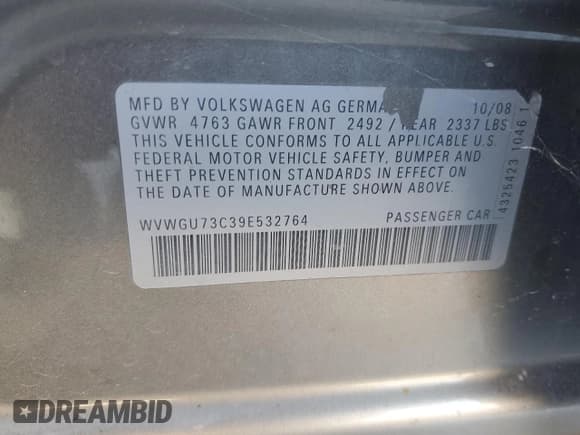 MFD BY VOLKSWAGEN AG GERMA 10/08
GVWR 4763 GAWR FRONT 2492 / REAR 2337 LBS
THIS VEHICLE CONFORMS TO ALL APPLICABLE U.S.
FEDERAL MOTOR VEHICLE SAFETY, BUMPER AND
THEFT PREVENTION STANDARDS IN EFFECT ON
THE DATE OF MANUFACTURE SHOWN ABOVE.
WVWGU73C39E532764 PASSENGER CAR
4325423 1046 1
DREAMBID